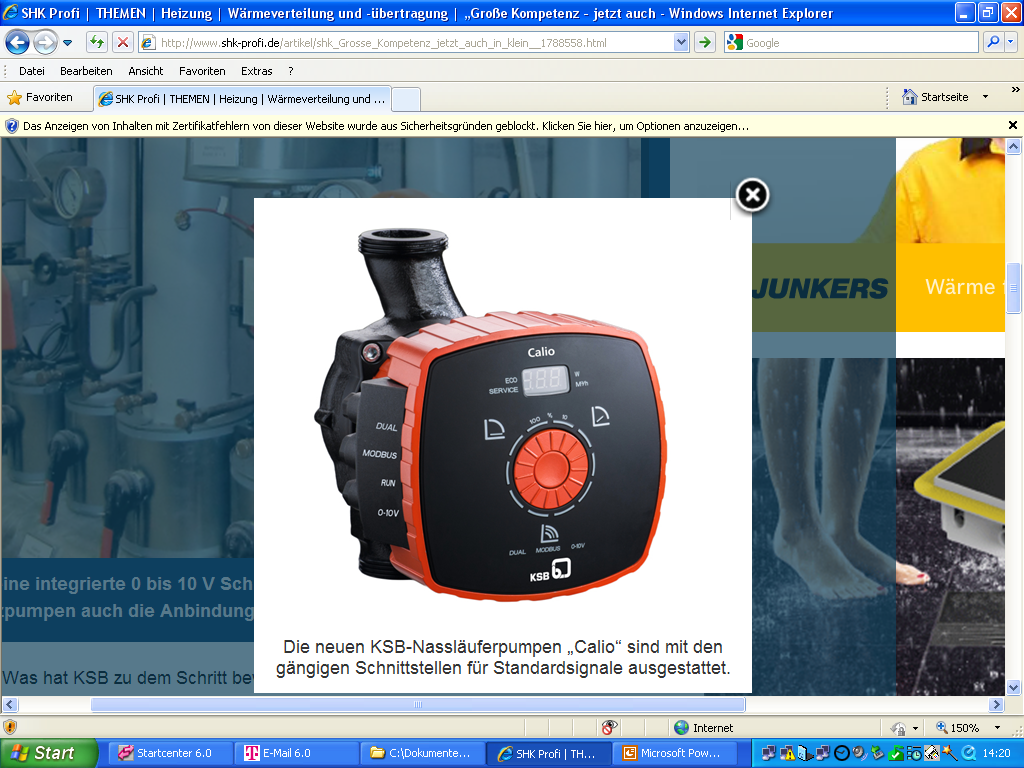 SHK Profi | THEMEN | Heizung | Wärmeverteilung und -übertragung | „Große Kompetenz - jetzt auch - Windows Internet Explorer
http://www.shk-profi.de/artikel/shk_Grosse_Kompetenz_jetzt_auch_in_klein__1788558.html
Google
Datei Bearbeiten Ansicht Favoriten Extras ?
Favoriten
SHK Profi | THEMEN | Heizung | Wärmeverteilung und ...
Startseite
Das Anzeigen von Inhalten mit Zertifikatfehlern von dieser Website wurde aus Sicherheitsgründen geblockt. Klicken Sie hier, um Optionen anzuzeigen...
JUNKERS
Wärme
Calio
ECO
SERVICE
W
M³/h
100 % 10
DUAL
MODBUS
RUN
0-10V
DUAL MODBUS 0-10V
KSB
ine integrierte 0 bis 10 V Sch
tzpumpen auch die Anbindung
Die neuen KSB-Nassläuferpumpen „Calio“ sind mit den
gängigen Schnittstellen für Standardsignale ausgestattet.
Was hat KSB zu dem Schritt bev
Internet
150%
Start
Startcenter 6.0
E-Mail 6.0
C:\Dokumente...
SHK Profi | TH...
Microsoft Pow...
14:20